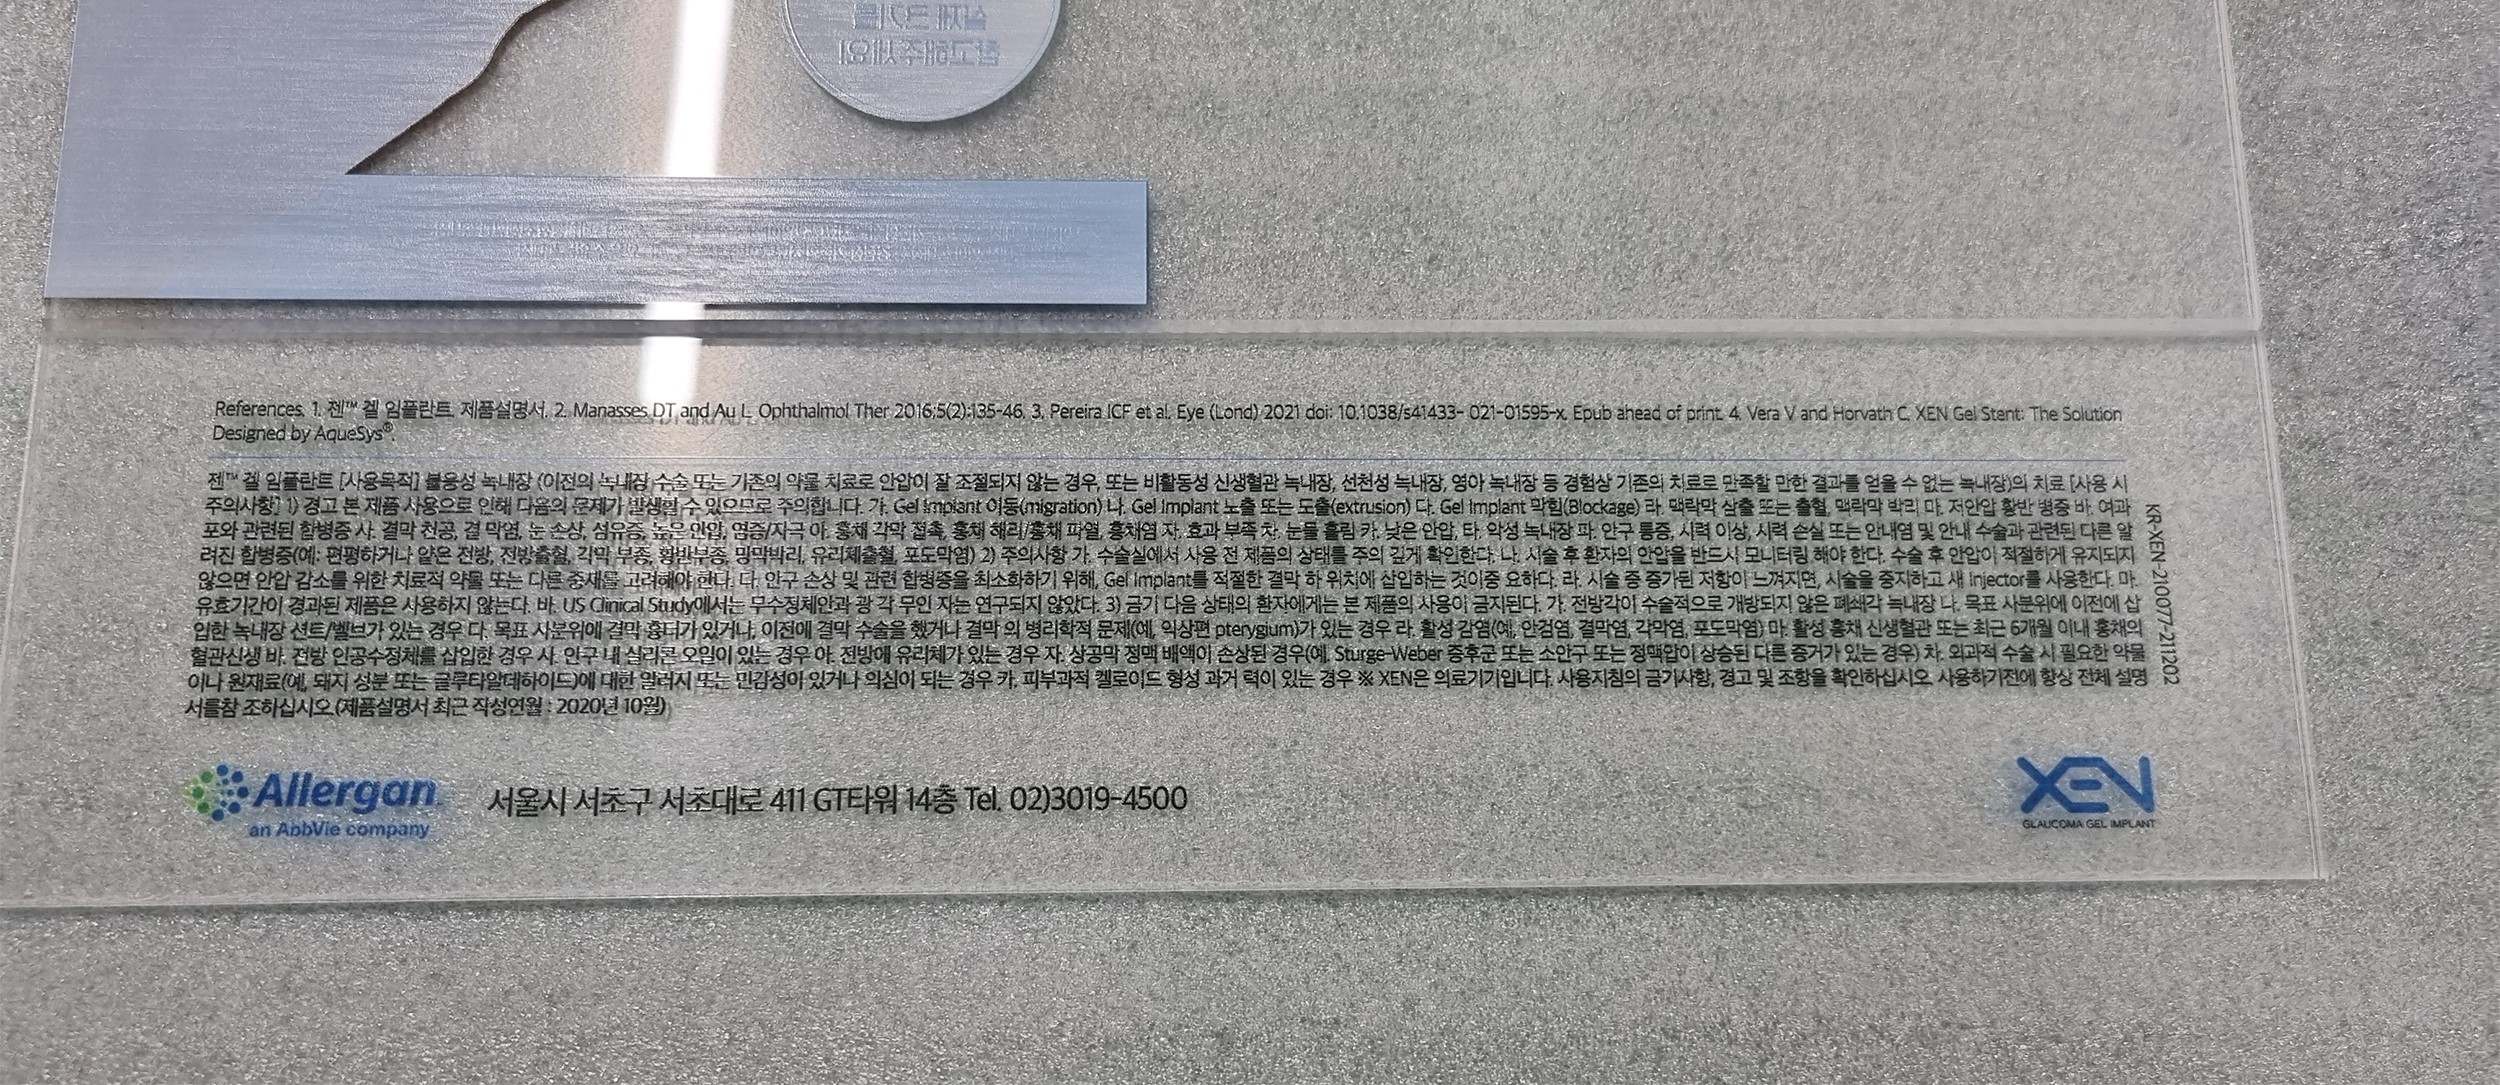 실제 크기를
참고해주세요!
References. 1. 젠™ 겔 임플란트 제품설명서. 2. Manasses DT and Au L. Ophthalmol Ther 2016;5(2):135-46. 3. Pereira ICF et al. Eye (Lond) 2021 doi: 10.1038/s41433- 021-01595-x. Epub ahead of print. 4. Vera V and Horvath C. XEN Gel Stent: The Solution
Designed by AqueSys®.
젠™ 겔 임플란트 [사용목적] 불응성 녹내장 (이전의 녹내장 수술 또는 기존의 약물 치료로 안압이 잘 조절되지 않는 경우, 또는 비활동성 신생혈관 녹내장, 선천성 녹내장, 영아 녹내장 등 경험상 기존의 치료로 만족할 만한 결과를 얻을 수 없는 녹내장)의 치료 [사용 시
주의사항] 1) 경고 본 제품 사용으로 인해 다음의 문제가 발생할 수 있으므로 주의합니다. 가. Gel Implant 이동(migration) 나. Gel Implant 노출 또는 도출(extrusion) 다. Gel Implant 막힘(Blockage) 라. 맥락막 삼출 또는 출혈, 맥락막 박리 마. 저안압 황반 병증 바. 여과
포와 관련된 합병증 사. 결막 천공, 결 막염, 눈 손상, 섬유증, 높은 안압, 염증/자극 아. 홍채 각막 접촉, 홍채 해리/홍채 파열, 홍채염 자. 효과 부족 차. 눈물 흘림 카. 낮은 안압, 타. 악성 녹내장 파. 안구 통증, 시력 이상, 시력 손실 또는 안내염 및 안내 수술과 관련된 다른 알
려진 합병증(예: 편평하거나 얕은 전방, 전방출혈, 각막 부종, 황반부종, 망막박리, 유리체출혈, 포도막염) 2) 주의사항 가. 수술실에서 사용 전 제품의 상태를 주의 깊게 확인한다. 나. 시술 후 환자의 안압을 반드시 모니터링 해야 한다. 수술 후 안압이 적절하게 유지되지
않으면 안압 감소를 위한 치료적 약물 또는 다른 중재를 고려해야 한다. 다. 안구 손상 및 관련 합병증을 최소화하기 위해, Gel Implant를 적절한 결막 하 위치에 삽입하는 것이중 요하다. 라. 시술 중 증가된 저항이 느껴지면, 시술을 중지하고 새 Injector를 사용한다. 마.
유효기간이 경과된 제품은 사용하지 않는다. 바. US Clinical Study에서는 무수정체안과 광 각 무인 자는 연구되지 않았다. 3) 금기 다음 상태의 환자에게는 본 제품의 사용이 금지된다. 가. 전방각이 수술적으로 개방되지 않은 폐쇄각 녹내장 나. 목표 사분위에 이전에 삽
입한 녹내장 션트/벨브가 있는 경우 다. 목표 사분위에 결막 흉터가 있거나, 이전에 결막 수술을 했거나 결막 의 병리학적 문제(예, 익상편 pterygium)가 있는 경우 라. 활성 감염(예, 안검염, 결막염, 각막염, 포도막염) 마. 활성 홍채 신생혈관 또는 최근 6개월 이내 홍채의
혈관신생 바. 전방 인공수정체를 삽입한 경우 사. 안구 내 실리콘 오일이 있는 경우 아. 전방에 유리체가 있는 경우 자. 상공막 정맥 배액이 손상된 경우(예. Sturge-Weber 증후군 또는 소안구 또는 정맥압이 상승된 다른 증거가 있는 경우) 차. 외과적 수술 시 필요한 약물
이나 원재료(예, 돼지 성분 또는 글루타알데하이드)에 대한 알러지 또는 민감성이 있거나 의심이 되는 경우 카. 피부과적 켈로이드 형성 과거 력이 있는 경우 ※ XEN은 의료기기입니다. 사용지침의 금기사항, 경고 및 조항을 확인하십시오. 사용하기전에 항상 전체 설명
서를참 조하십시오.(제품설명서 최근 작성연월 : 2020년 10월)
KR-XEN-210077-211202
Allergan
an AbbVie company
서울시 서초구 서초대로 411 GT타워 14층 Tel. 02)3019-4500
XEN
GLAUCOMA GEL IMPLANT